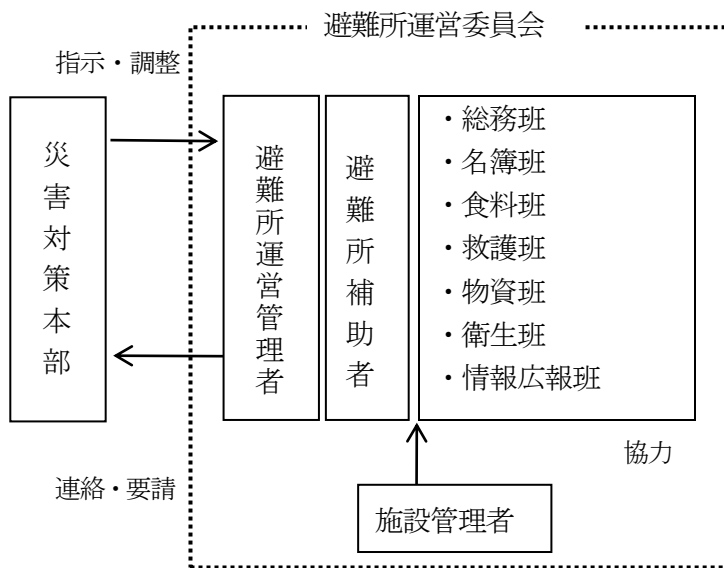 避難所運営委員会
指示・調整
災害対策本部
避難所運営管理者
避難所補助者
・総務班
・名簿班
・食料班
・救護班
・物資班
・衛生班
・情報広報班
協力
連絡・要請
施設管理者